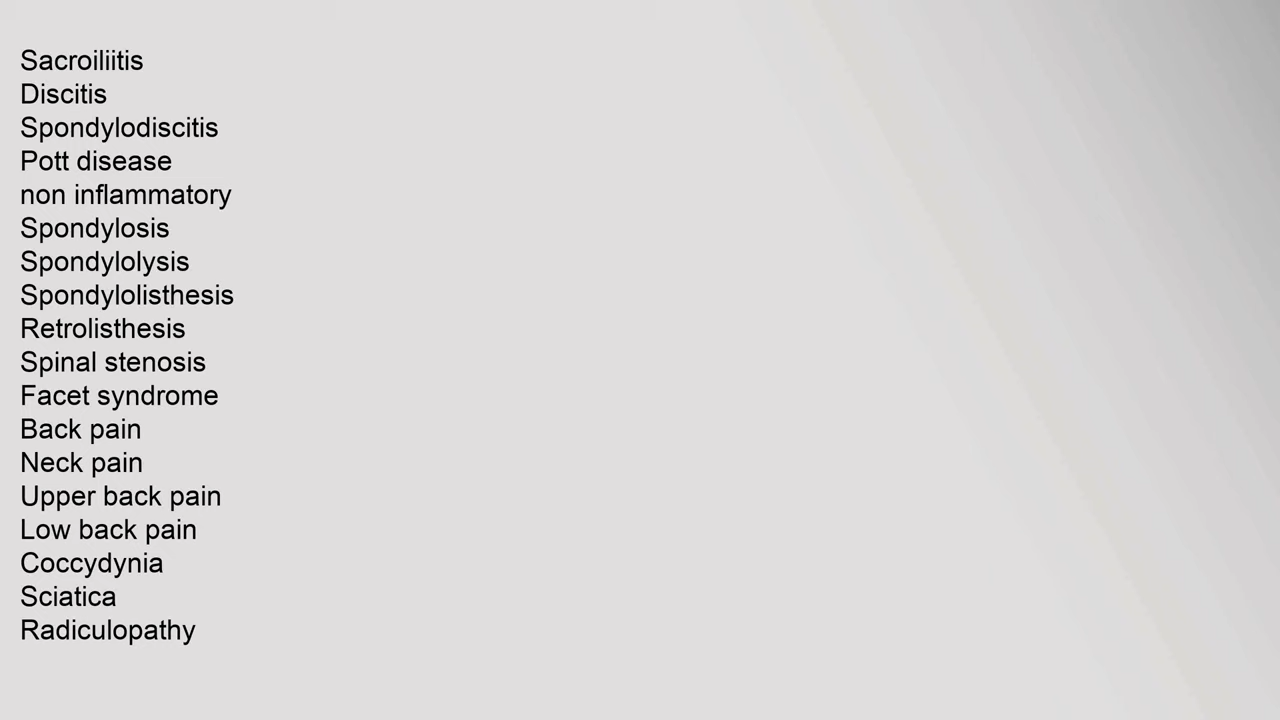 Sacroiliitis
Discitis
Spondylodiscitis
Pott disease
non inflammatory
Spondylosis
Spondylolysis
Spondylolisthesis
Retrolisthesis
Spinal stenosis
Facet syndrome
Back pain
Neck pain
Upper back pain
Low back pain
Coccydynia
Sciatica
Radiculopathy